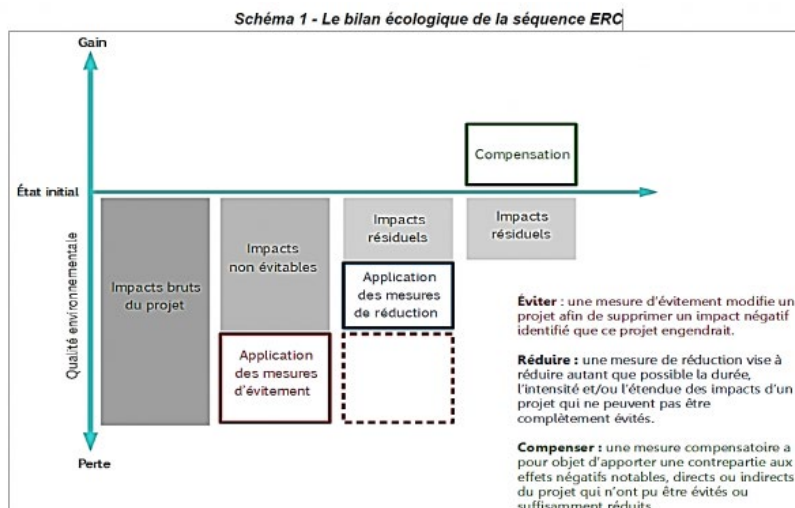 Schéma 1 - Le bilan écologique de la séquence ERC
Gain
Compensation
État initial
Qualité environnementale
Impacts bruts
du projet
Impacts
non évitables
Application
des mesures
d'évitement
Impacts
résiduels
Application
des mesures
de réduction
Impacts
résiduels
Perte
Éviter : une mesure d'évitement modifie un
projet afin de supprimer un impact négatif
identifié que ce projet engendrait.
Réduire : une mesure de réduction vise à
réduire autant que possible la durée,
l'intensité et/ou l'étendue des impacts d'un
projet qui ne peuvent pas être
complètement évités.
Compenser : une mesure compensatoire a
pour objet d'apporter une contrepartie aux
effets négatifs notables, directs ou indirects
du projet qui n'ont pu être évités ou
suffisamment réduits